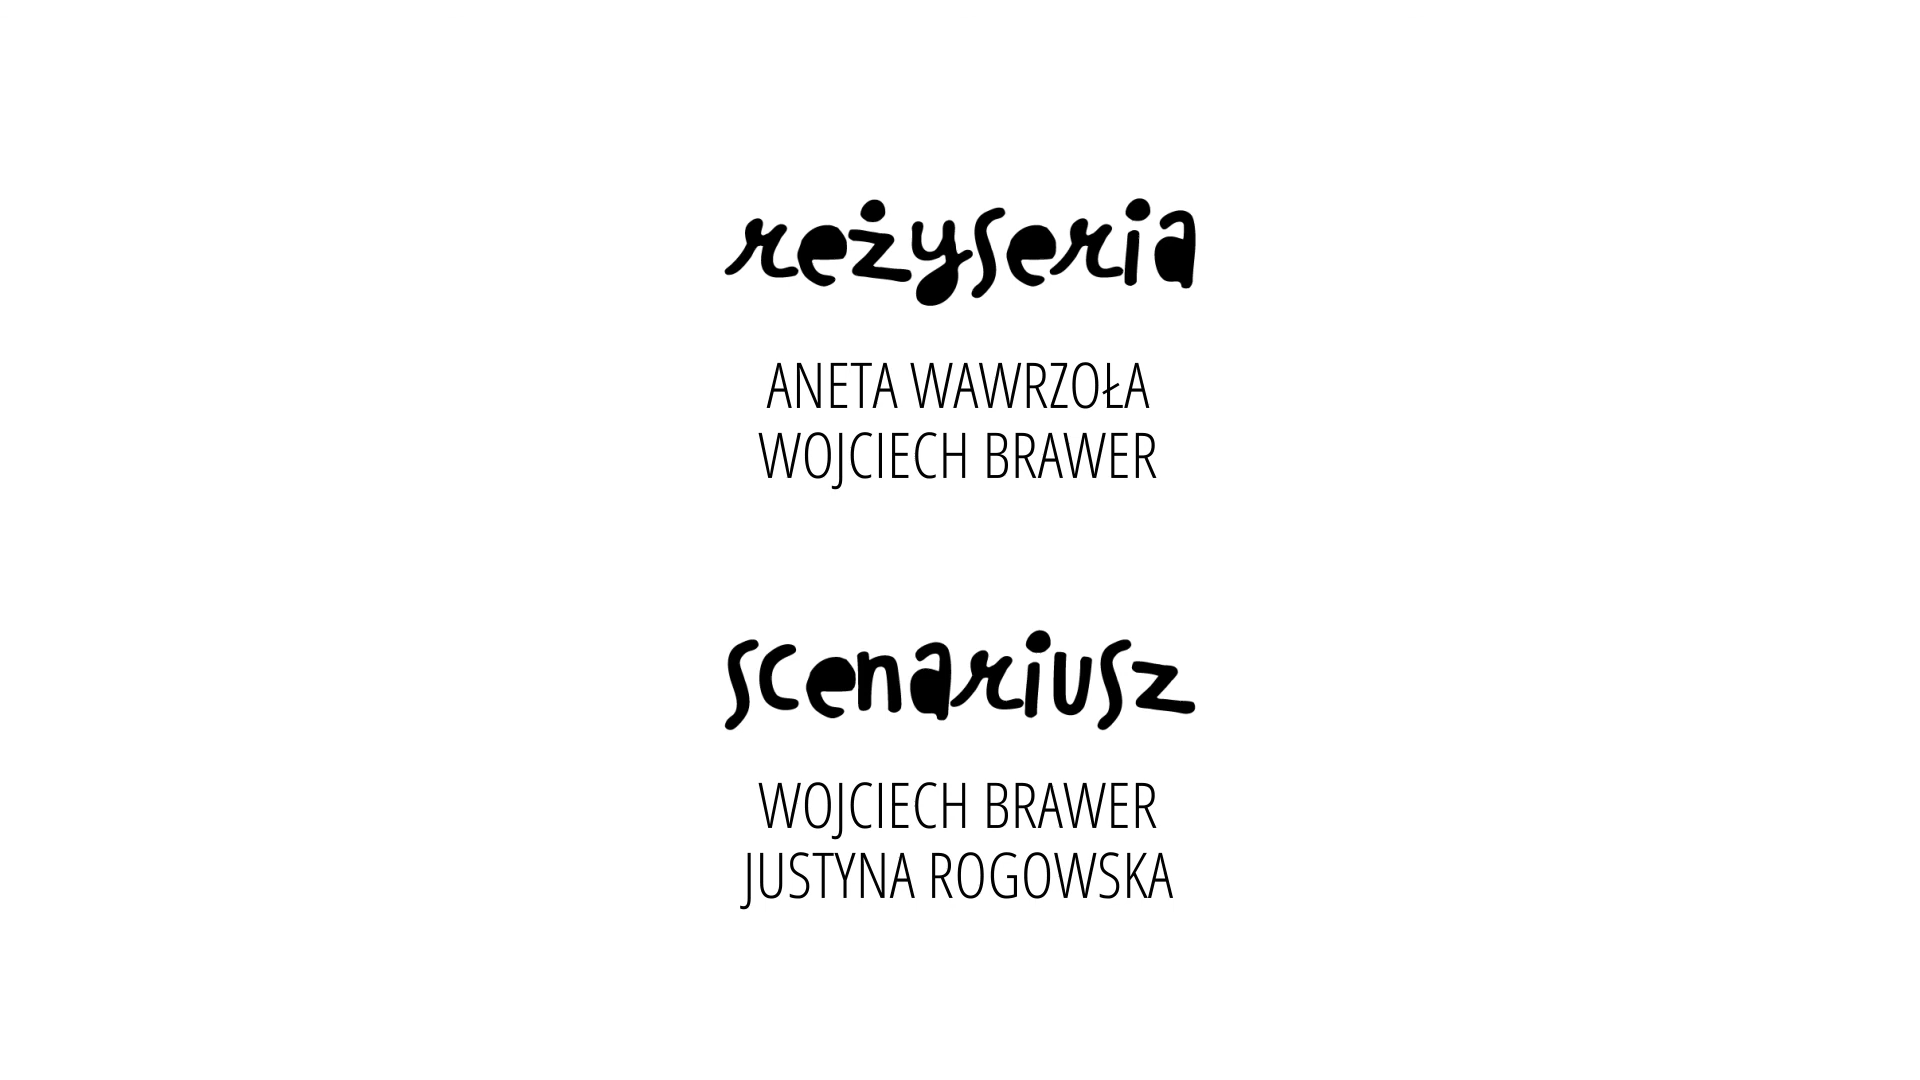 reżyseria
ANETA WAWRZOŁA
WOJCIECH BRAWER
scenariusz
WOJCIECH BRAWER
JUSTYNA ROGOWSKA